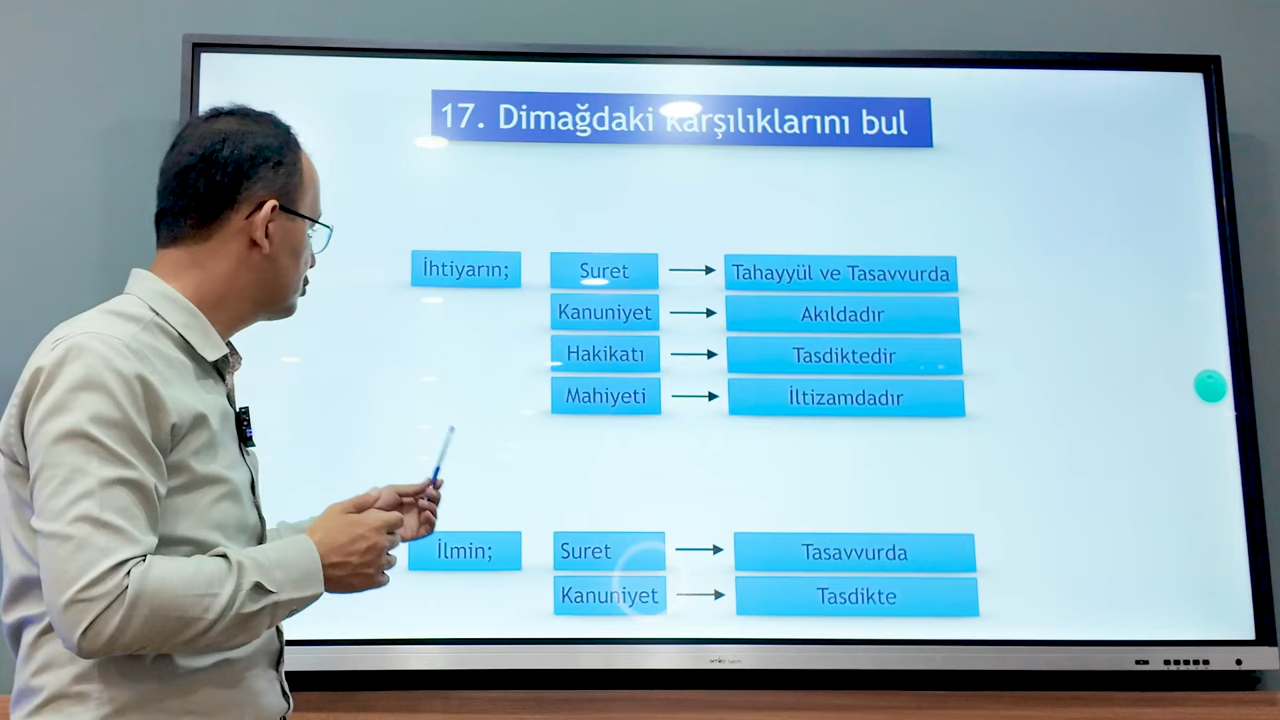 17. Dimağdaki karşılıklarını bul
İhtiyarın; Suret Tahayyül ve Tasavvurda
Kanuniyet Akıldadır
Hakikatı Tasdiktedir
Mahiyeti İltizamdadır
İlmin; Suret Tasavvurda
Kanuniyet Tasdikte